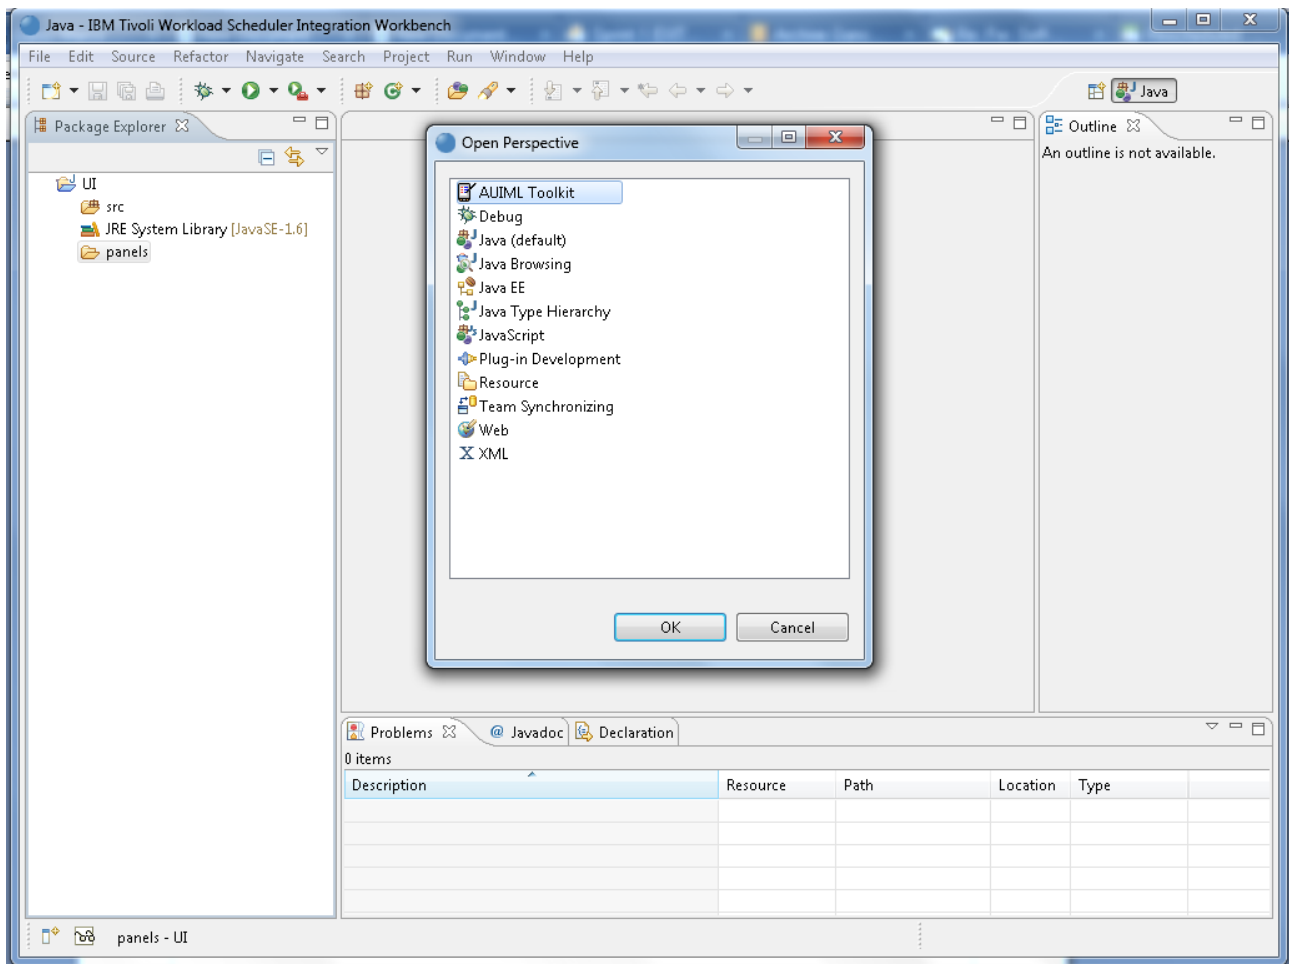 Java - IBM Tivoli Workload Scheduler Integration Workbench
File Edit Source Refactor Navigate Search Project Run Window Help
Java
Package Explorer
UI
src
JRE System Library [JavaSE-1.6]
panels
Open Perspective
AUIML Toolkit
Debug
Java (default)
Java Browsing
Java EE
Java Type Hierarchy
JavaScript
Plug-in Development
Resource
Team Synchronizing
Web
XML
OK Cancel
Outline
An outline is not available.
Problems @ Javadoc Declaration
0 items
Description Resource Path Location Type
panels - UI